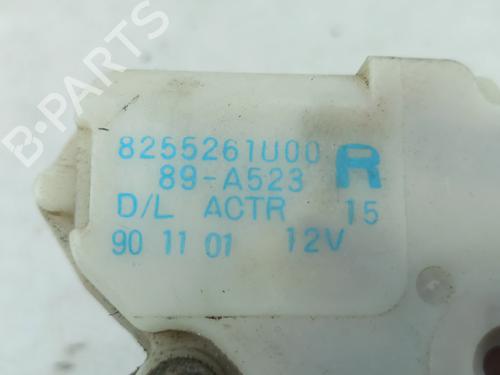 B-PARTS
8255261U00
89-A523 R
D/L ACTR 15
90 11 01 12V